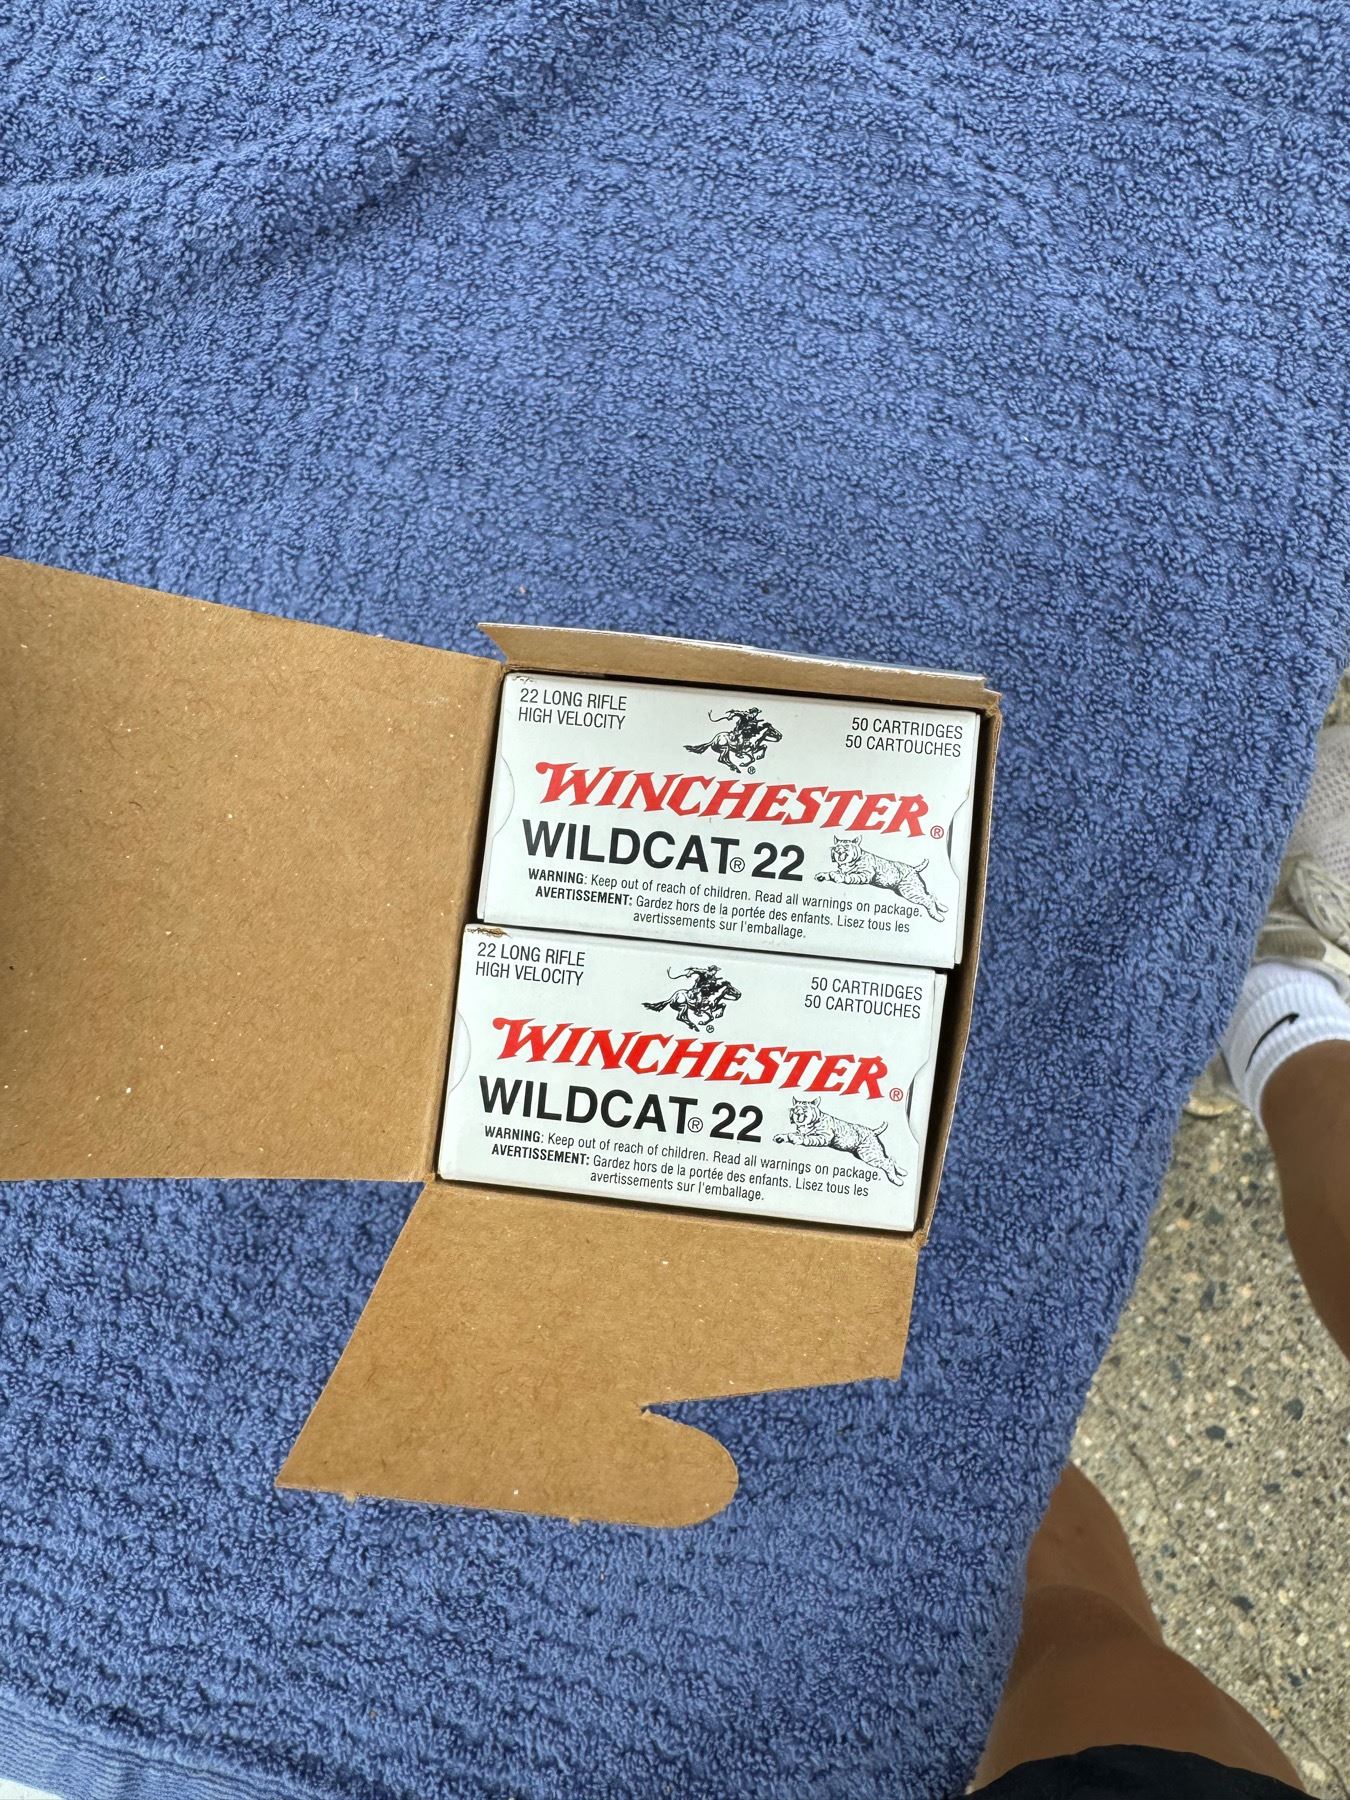 22 LONG RIFLE
HIGH VELOCITY
50 CARTRIDGES
50 CARTOUCHES
WINCHESTER®
WILDCAT® 22
WARNING: Keep out of reach of children. Read all warnings on package.
AVERTISSEMENT: Gardez hors de la portée des enfants. Lisez tous les
avertissements sur l'emballage.
22 LONG RIFLE
HIGH VELOCITY
50 CARTRIDGES
50 CARTOUCHES
WINCHESTER®
WILDCAT® 22
WARNING: Keep out of reach of children. Read all warnings on package.
AVERTISSEMENT: Gardez hors de la portée des enfants. Lisez tous les
avertissements sur l'emballage.